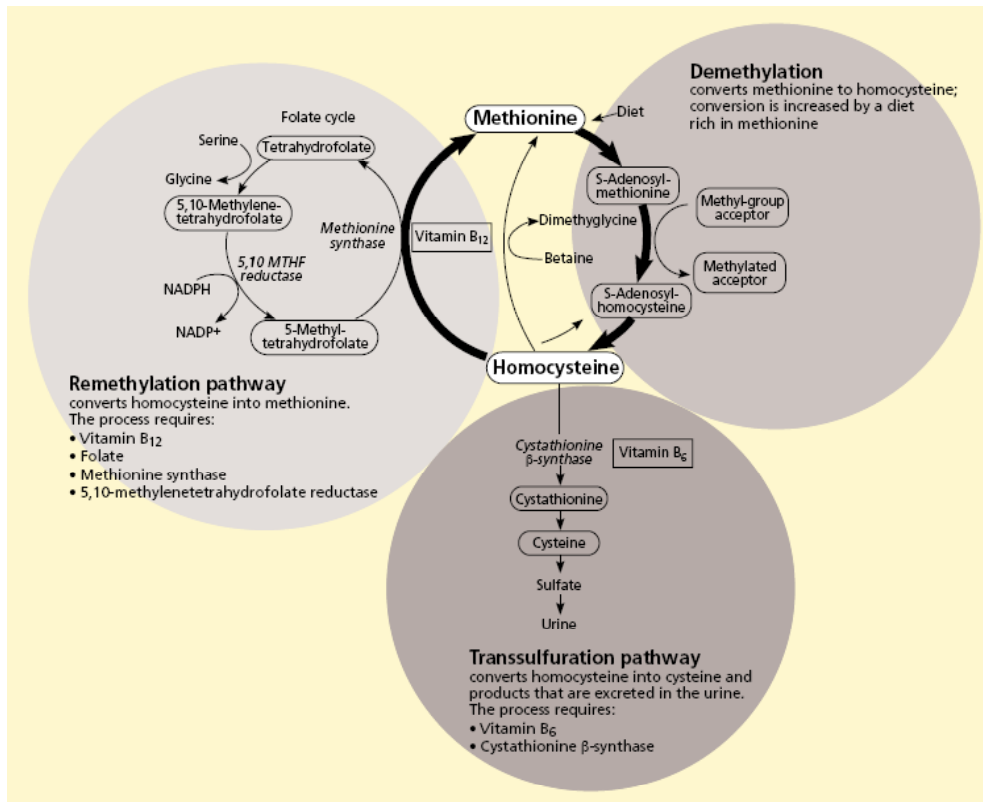 Demethylation
converts methionine to homocysteine;
conversion is increased by a diet
rich in methionine
Methionine
Diet
S-Adenosyl-
methionine
Methyl-group
acceptor
Methylated
acceptor
S-Adenosyl-
homocysteine
Dimethyglycine
Betaine
Vitamin B12
Folate cycle
Serine
Tetrahydrofolate
Glycine
5,10-Methylene-
tetrahydrofolate
Methionine
synthase
5,10 MTHF
reductase
NADPH
NADP+
5-Methyl-
tetrahydrofolate
Homocysteine
Remethylation pathway
converts homocysteine into methionine.
The process requires:
• Vitamin B12
• Folate
• Methionine synthase
• 5,10-methylenetetrahydrofolate reductase
Cystathionine
β-synthase
Vitamin B6
Cystathionine
Cysteine
Sulfate
Urine
Transsulfuration pathway
converts homocysteine into cysteine and
products that are excreted in the urine.
The process requires:
• Vitamin B6
• Cystathionine β-synthase